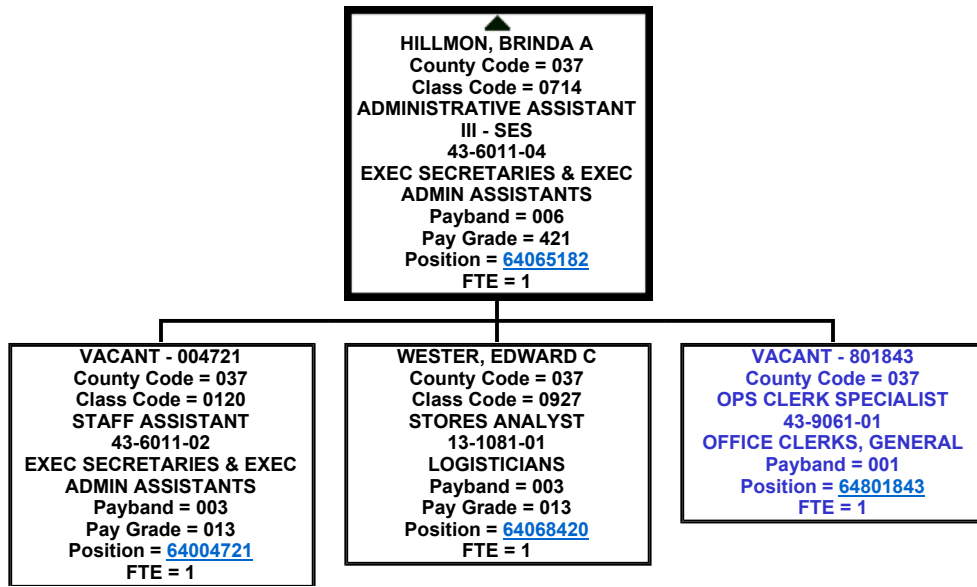 HILLMON, BRINDA A
County Code = 037
Class Code = 0714
ADMINISTRATIVE ASSISTANT
III - SES
43-6011-04
EXEC SECRETARIES & EXEC
ADMIN ASSISTANTS
Payband = 006
Pay Grade = 421
Position = 64065182
FTE = 1
VACANT - 004721
County Code = 037
Class Code = 0120
STAFF ASSISTANT
43-6011-02
EXEC SECRETARIES & EXEC
ADMIN ASSISTANTS
Payband = 003
Pay Grade = 013
Position = 64004721
FTE = 1
WESTER, EDWARD C
County Code = 037
Class Code = 0927
STORES ANALYST
13-1081-01
LOGISTICIANS
Payband = 003
Pay Grade = 013
Position = 64068420
FTE = 1
VACANT - 801843
County Code = 037
OPS CLERK SPECIALIST
43-9061-01
OFFICE CLERKS, GENERAL
Payband = 001
Position = 64801843
FTE = 1